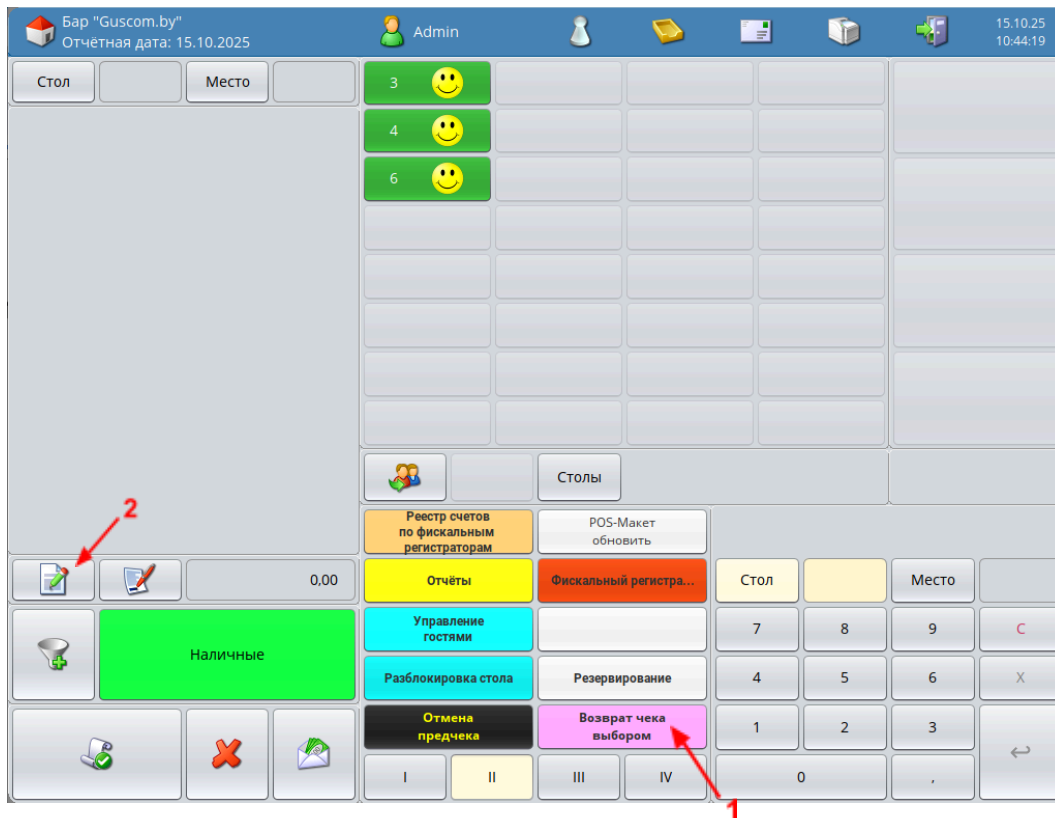 Бар "Guscom.by"
Отчётная дата: 15.10.2025
Admin
15.10.25
10:44:19
Стол
Место
3
4
6
Столы
2
Реестр счетов
по фискальным
регистраторам
POS-Макет
обновить
0,00
Отчёты
Фискальный регистра...
Стол
Место
Наличные
Управление
гостями
7
8
9
C
Разблокировка стола
Резервирование
4
5
6
X
Отмена
предчека
Возврат чека
выбором
1
2
3
I
II
III
IV
0
,
1